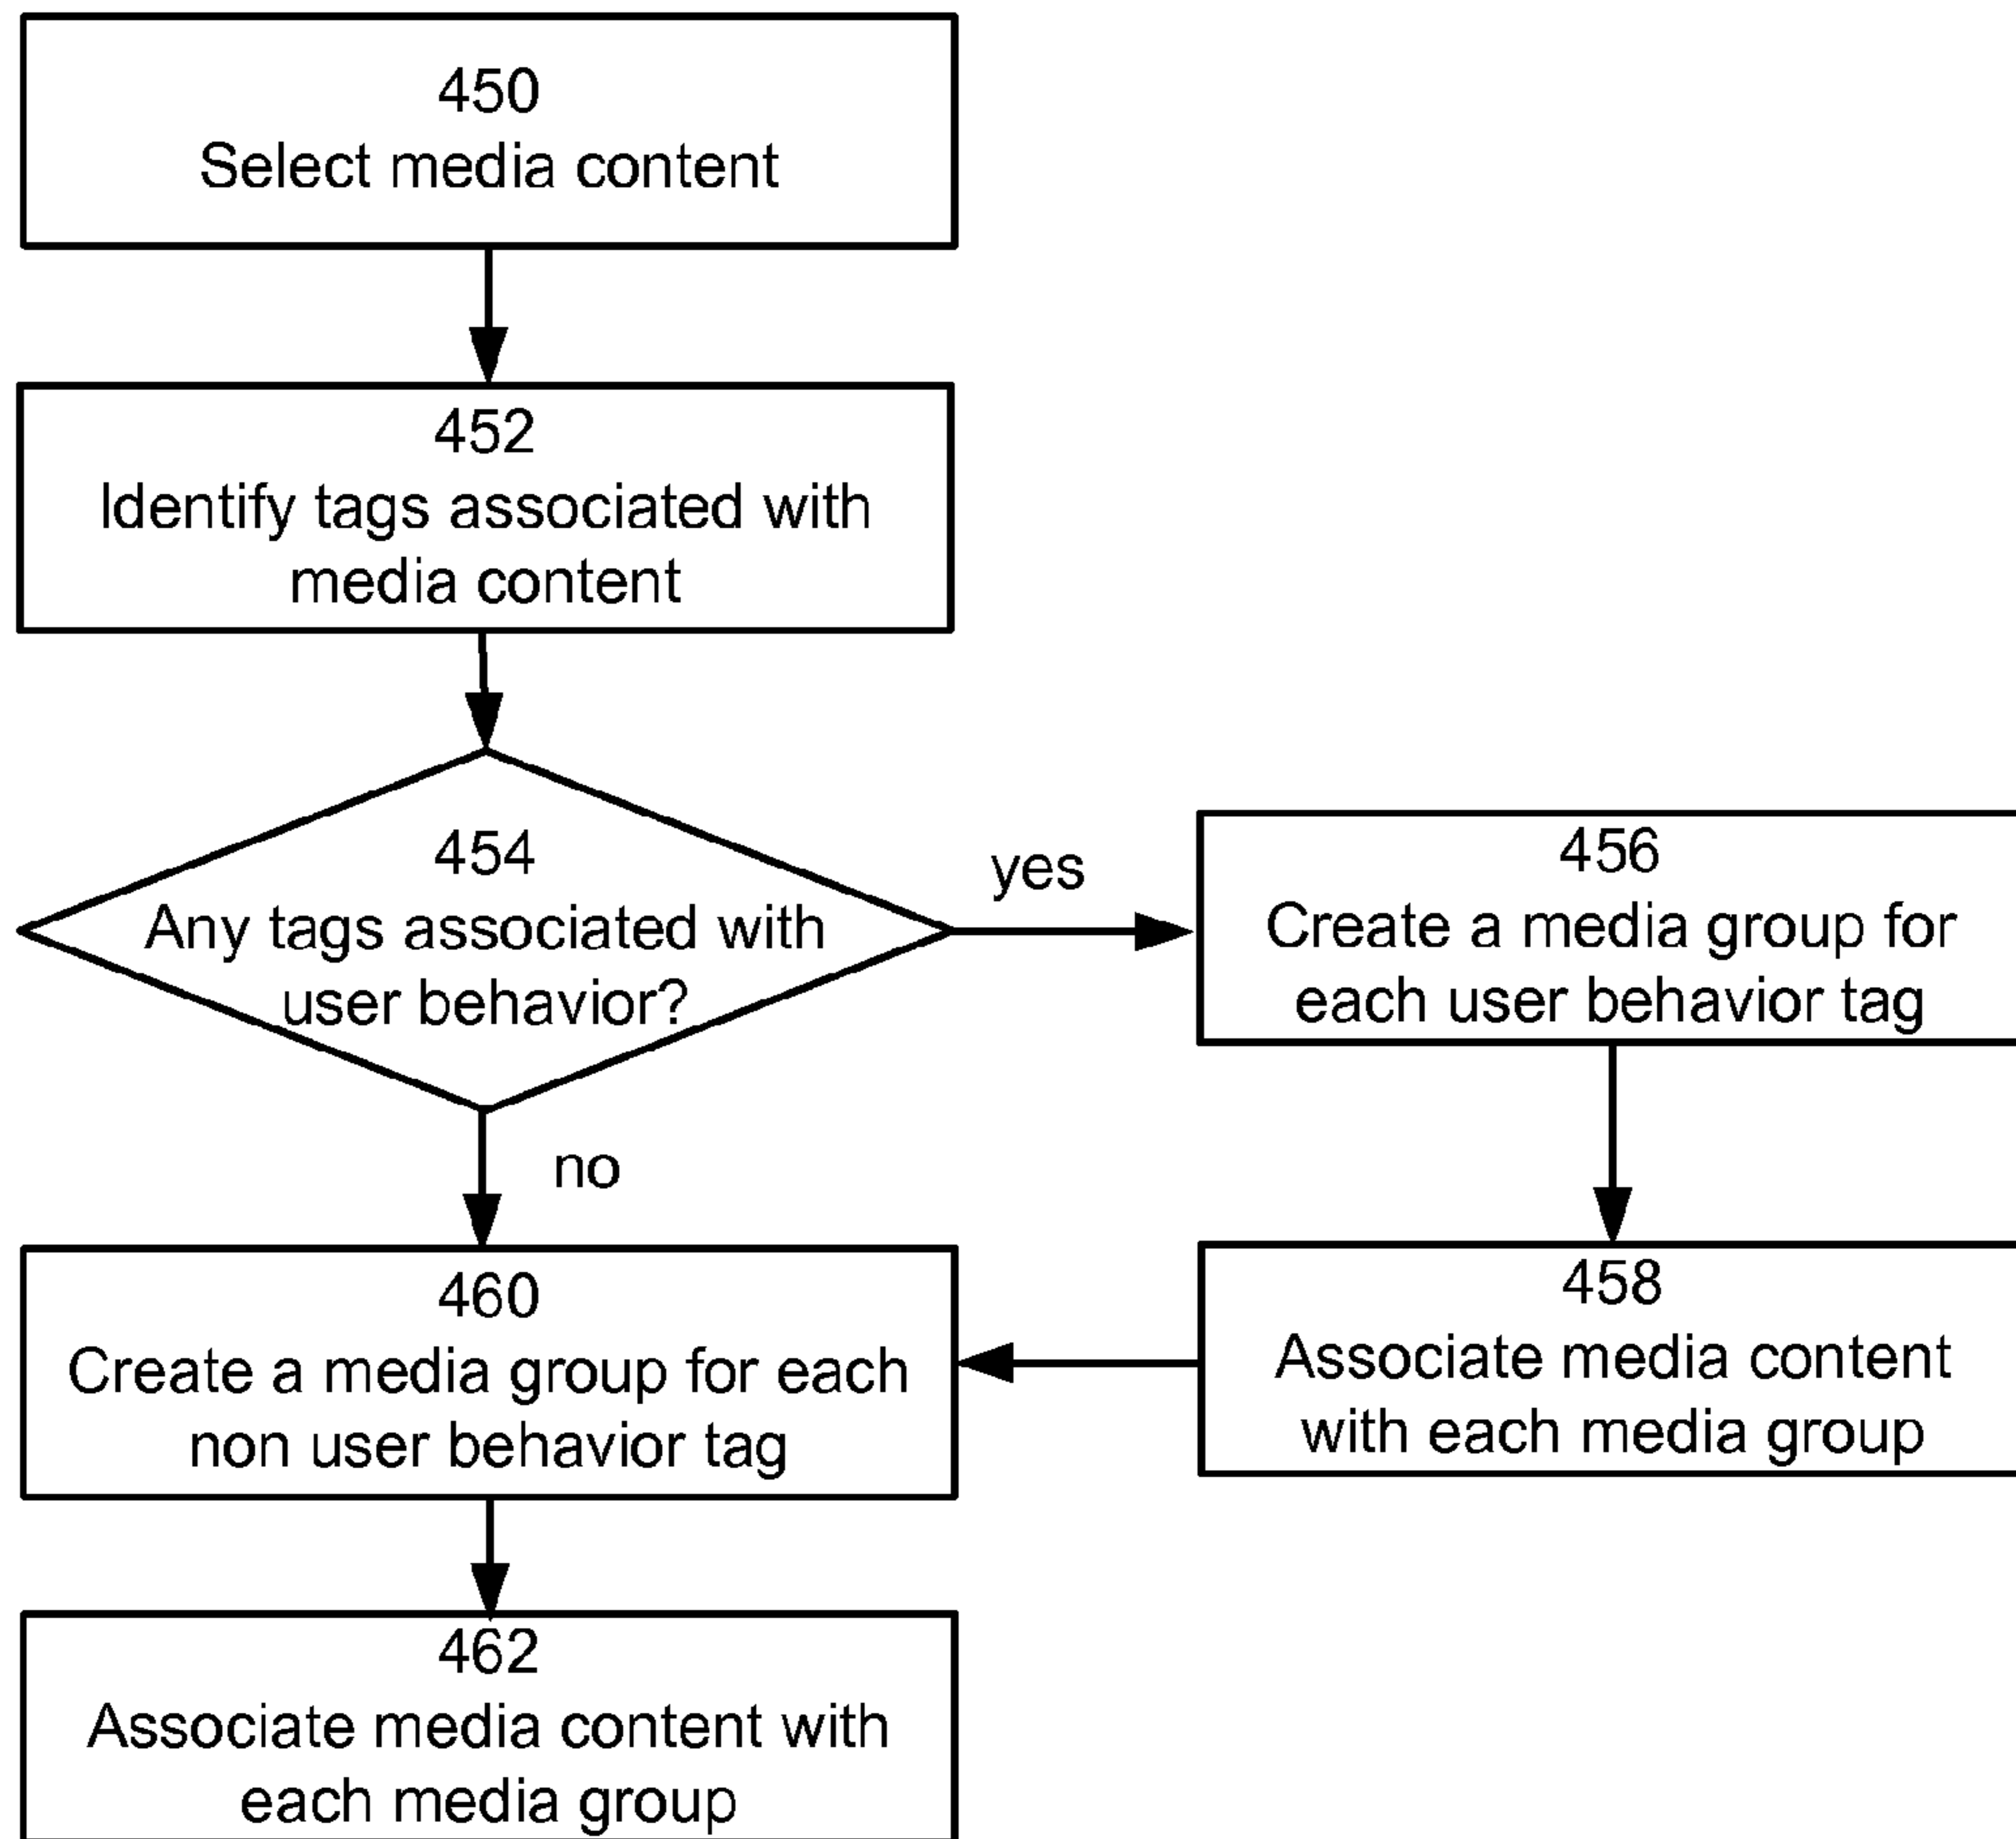 450
Select media content
452
Identify tags associated with
media content
454
Any tags associated with
user behavior?
yes
456
Create a media group for
each user behavior tag
no
458
Associate media content
with each media group
460
Create a media group for each
non user behavior tag
462
Associate media content with
each media group